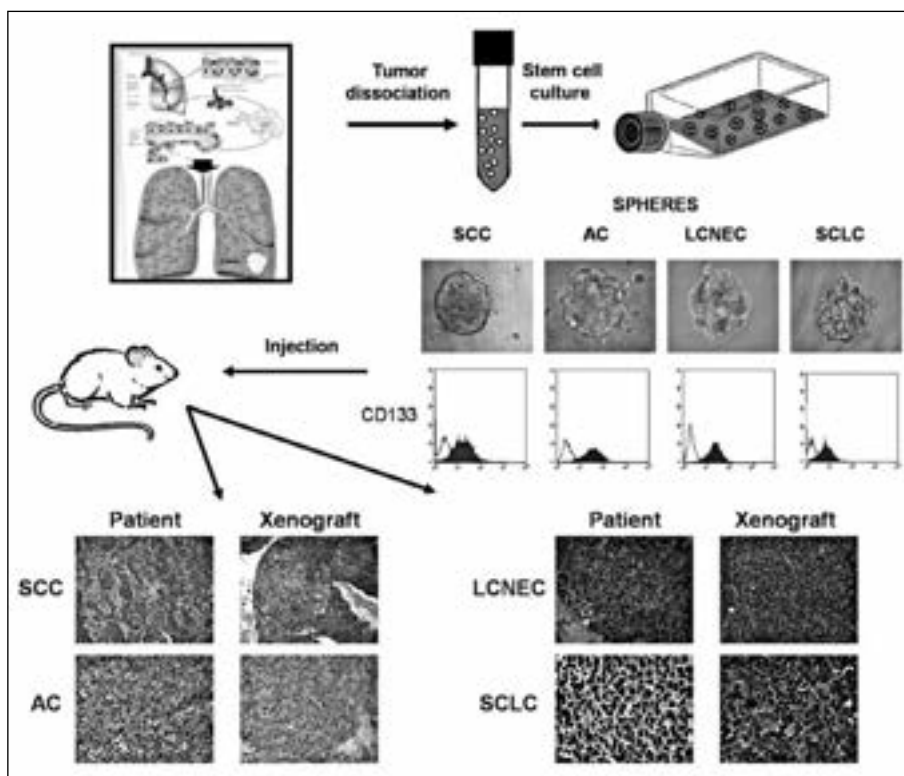 Tumor
dissociation
Stem cell
culture
SPHERES
SCC AC LCNEC SCLC
Injection
CD133
Patient Xenograft
Patient Xenograft
SCC
LCNEC
AC
SCLC